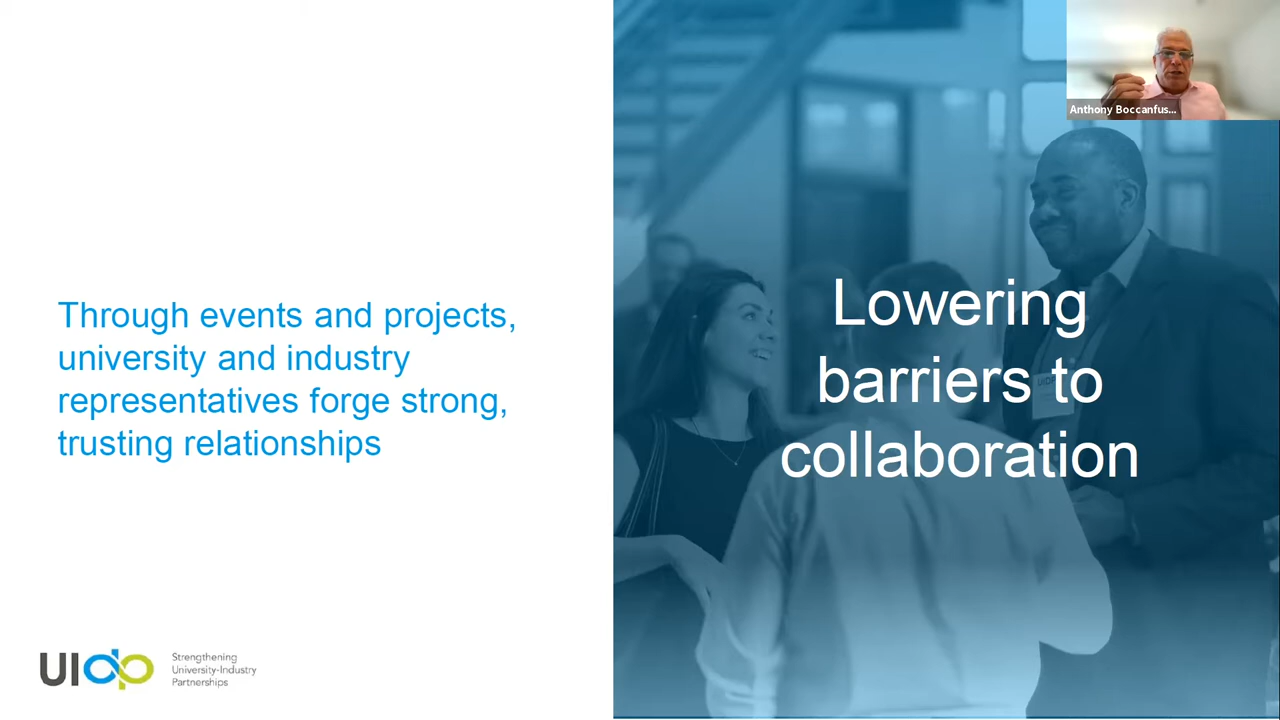 Anthony Boccanfus...
Through events and projects,
university and industry
representatives forge strong,
trusting relationships
Lowering
barriers to
collaboration
UIDP
UIDP
Strengthening
University-Industry
Partnerships